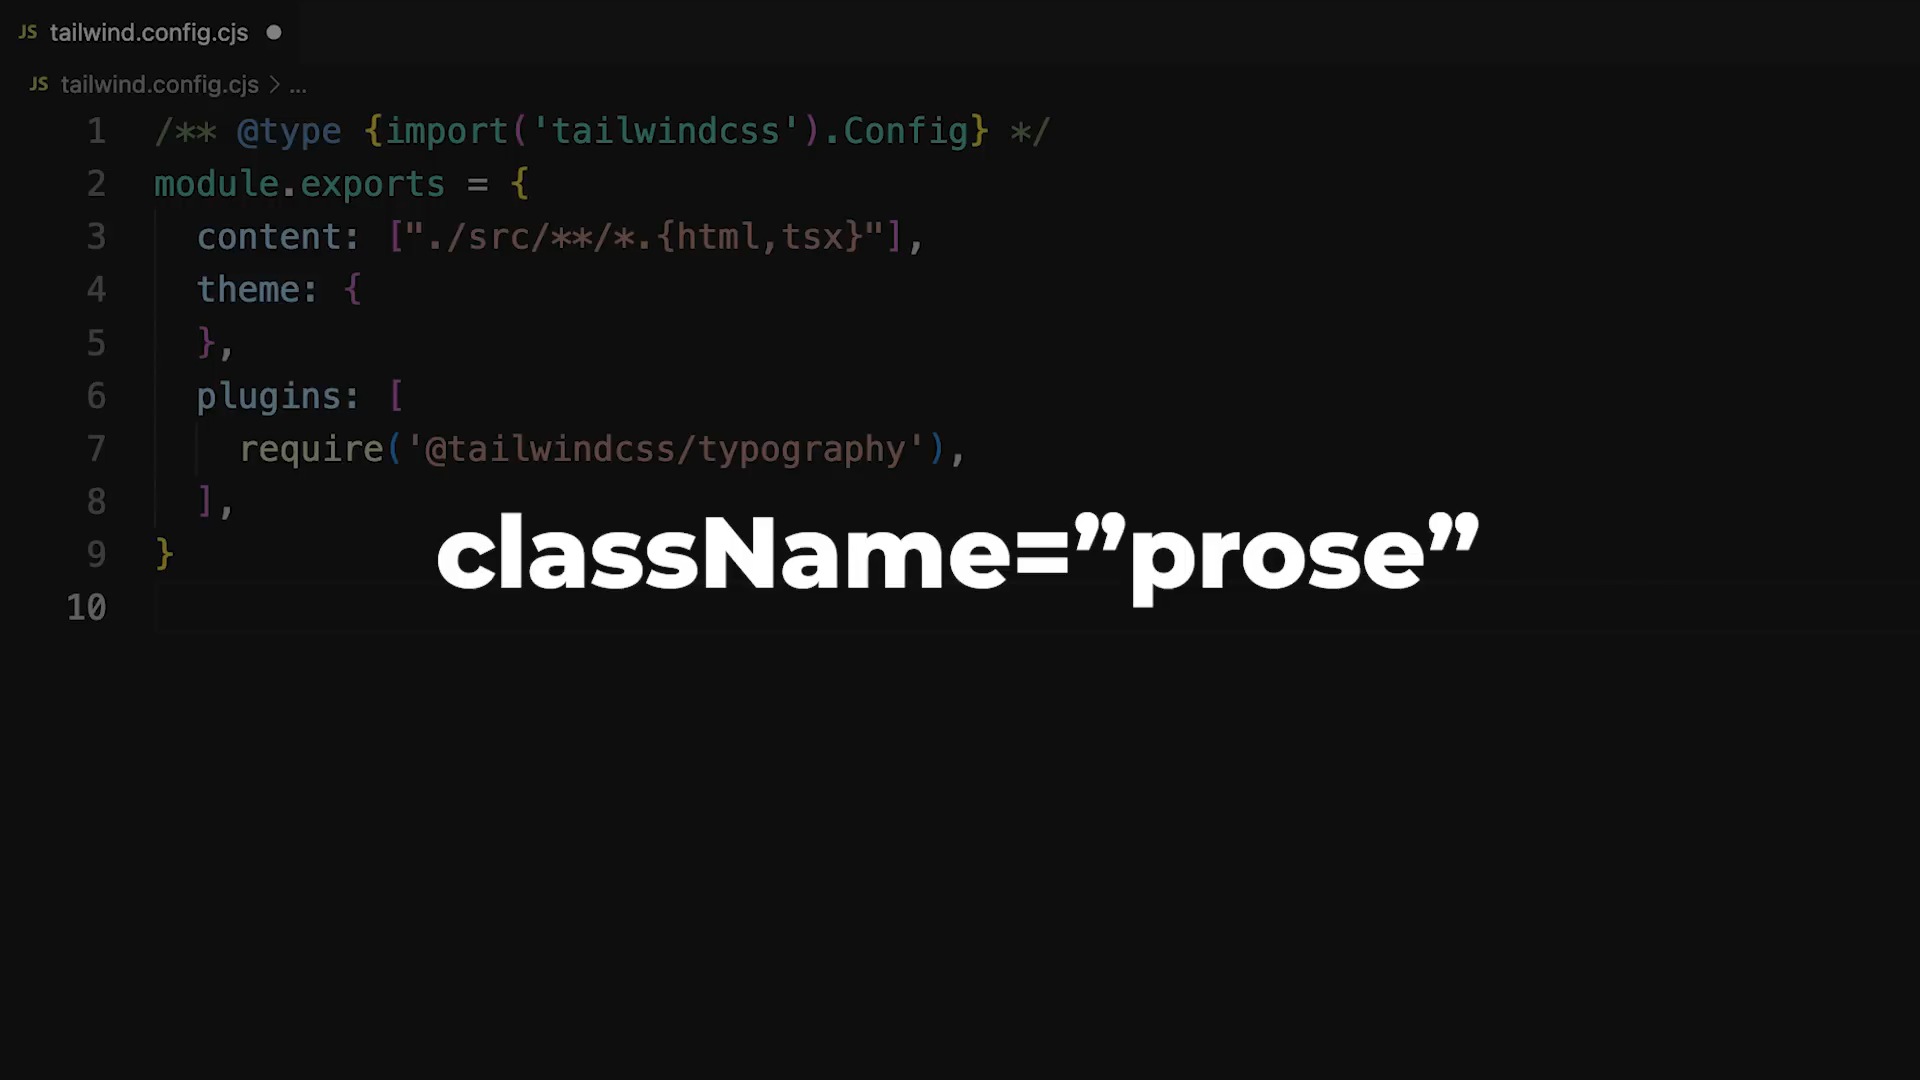 JS tailwind.config.cjs ●
JS tailwind.config.cjs > ...
1 /** @type {import('tailwindcss').Config} */
2 module.exports = {
3 content: ["./src/**/*.{html,tsx}"],
4 theme: {
5 },
6 plugins: [
7 require('@tailwindcss/typography'),
8 ],
9 }
className=”prose”
10